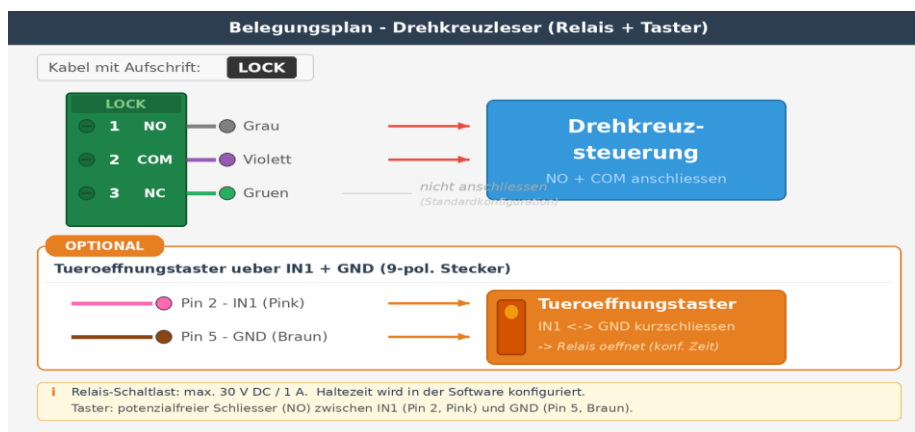 Belegungsplan - Drehkreuzleser (Relais + Taster)
Kabel mit Aufschrift: LOCK
LOCK
1 NO Grau
2 COM Violett
3 NC Gruen
nicht anschliessen
(Standardkonfiguration)
Drehkreuz-
steuerung
NO + COM anschliessen
OPTIONAL
Tueroeffnungstaster ueber IN1 + GND (9-pol. Stecker)
Pin 2 - IN1 (Pink)
Pin 5 - GND (Braun)
Tueroeffnungstaster
IN1 <-> GND kurzschliessen
-> Relais oeffnet (konf. Zeit)
i Relais-Schaltlast: max. 30 V DC / 1 A. Haltezeit wird in der Software konfiguriert.
Taster: potenzialfreier Schliesser (NO) zwischen IN1 (Pin 2, Pink) und GND (Pin 5, Braun).